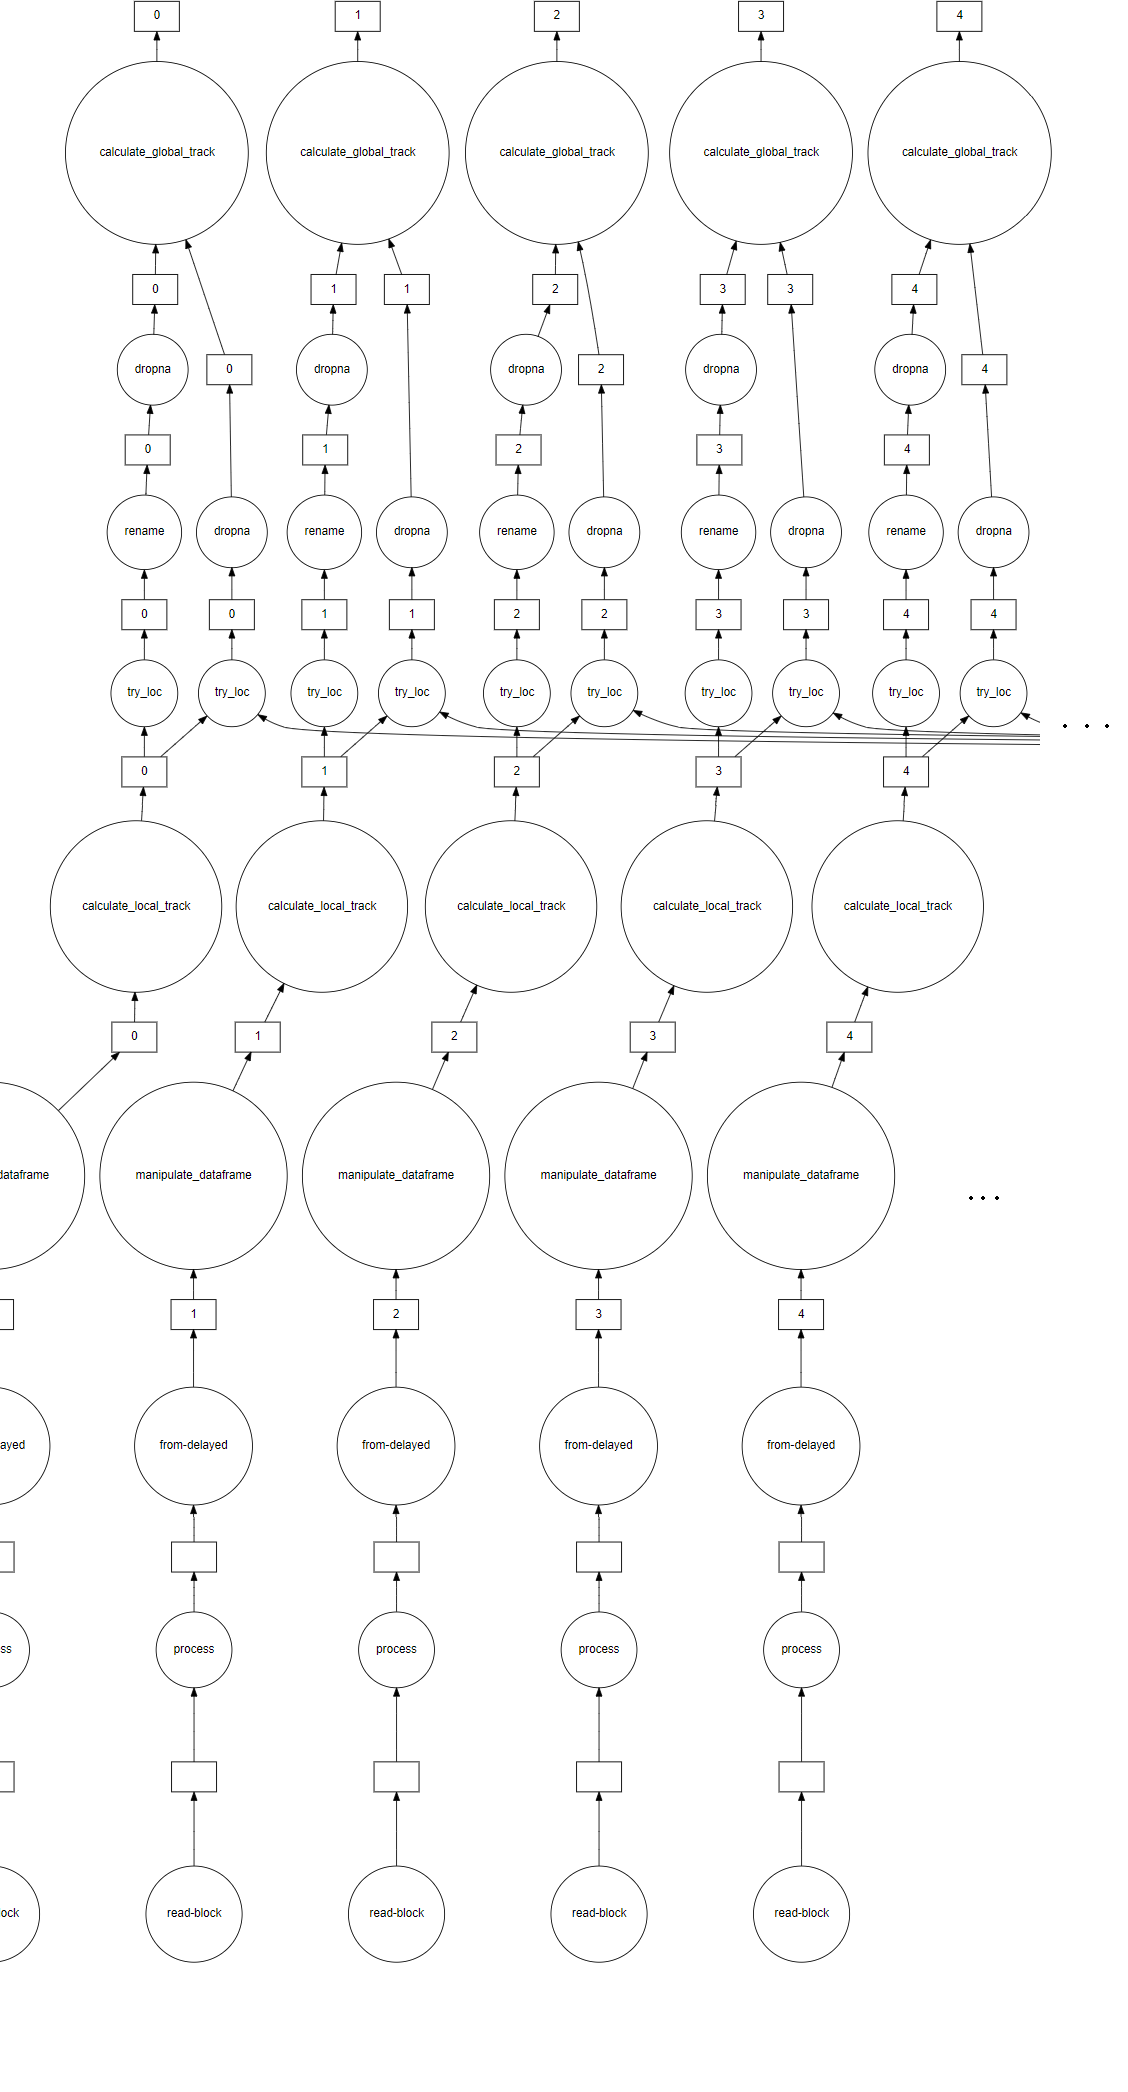 0 1 2 3 4
calculate_global_track calculate_global_track calculate_global_track calculate_global_track calculate_global_track
0 1 1 2 3 3 4
dropna 0 dropna dropna 2 dropna dropna 4
0 1 2 3 4
rename dropna rename dropna rename dropna rename dropna rename dropna
0 0 1 1 2 2 3 3 4 4
try_loc try_loc try_loc try_loc try_loc try_loc try_loc try_loc try_loc try_loc
. . .
0 1 2 3 4
calculate_local_track calculate_local_track calculate_local_track calculate_local_track calculate_local_track
0 1 2 3 4
dataframe manipulate_dataframe manipulate_dataframe manipulate_dataframe manipulate_dataframe
...
1 2 3 4
ayed from-delayed from-delayed from-delayed from-delayed
ss process process process process
ock read-block read-block read-block read-block